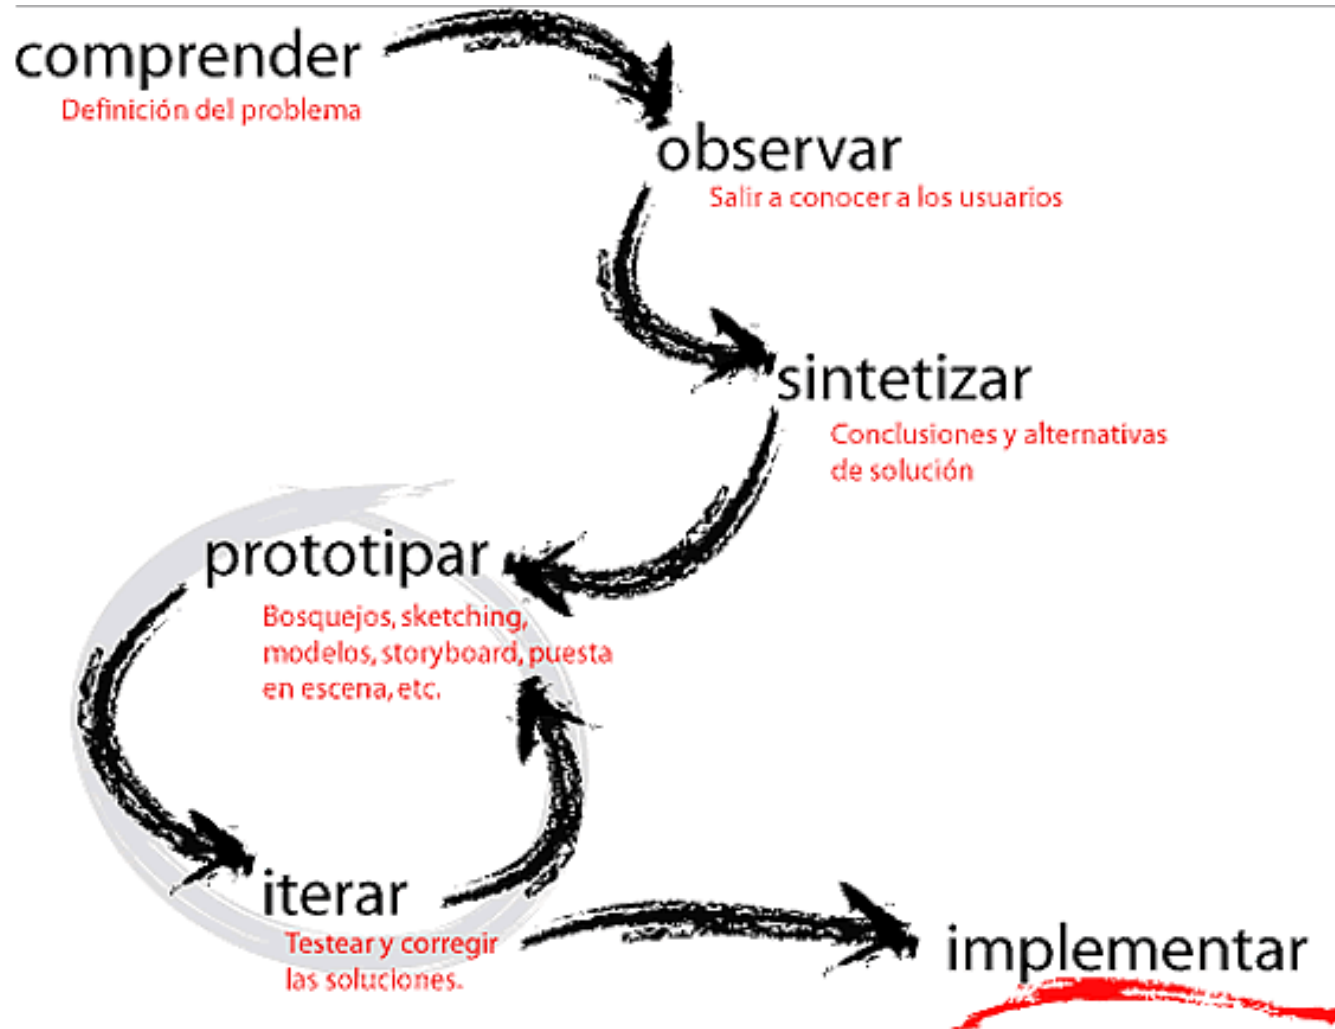 comprender
Definición del problema
observar
Salir a conocer a los usuarios
sintetizar
Conclusiones y alternativas
de solución
prototipar
Bosquejos, sketching,
modelos, storyboard, puesta
en escena, etc.
iterar
Testear y corregir
las soluciones.
implementar